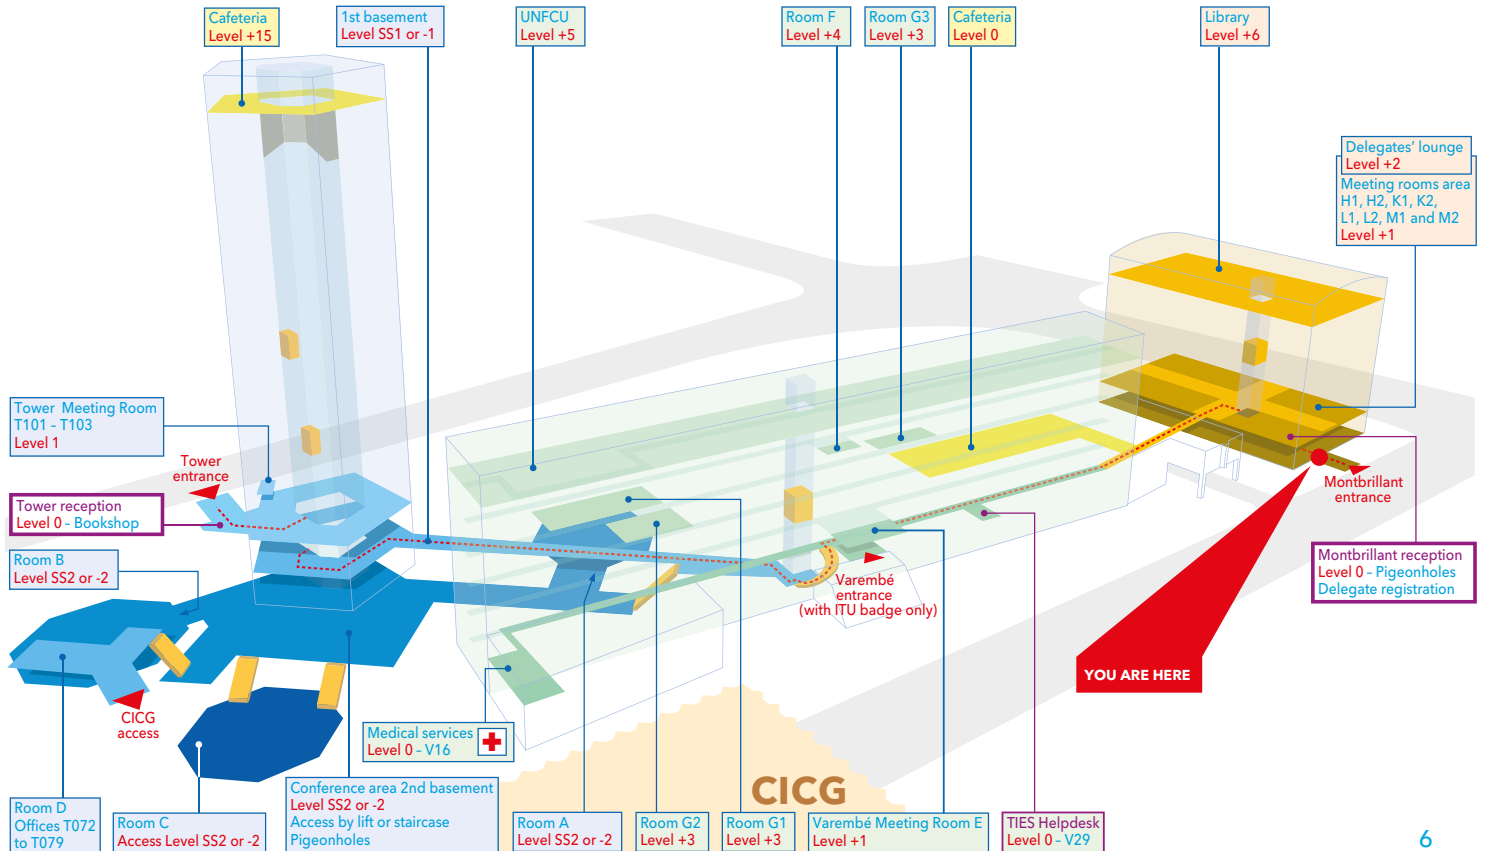 Cafeteria
Level +15
1st basement
Level SS1 or -1
UNFCU
Level +5
Room F
Level +4
Room G3
Level +3
Cafeteria
Level 0
Library
Level +6
Delegates' lounge
Level +2
Meeting rooms area
H1, H2, K1, K2,
L1, L2, M1 and M2
Level +1
Tower Meeting Room
T101 – T103
Level 1
Tower
entrance
Tower reception
Level 0 – Bookshop
Room B
Level SS2 or -2
Montbrillant
entrance
Montbrillant reception
Level 0 – Pigeonholes
Delegate registration
Varembé
entrance
(with ITU badge only)
YOU ARE HERE
CICG
access
Medical services
Level 0 – V16
CICG
Room D
Offices T072
to T079
Room C
Access Level SS2 or -2
Conference area 2nd basement
Level SS2 or -2
Access by lift or staircase
Pigeonholes
Room A
Level SS2 or -2
Room G2
Level +3
Room G1
Level +3
Varembé Meeting Room E
Level +1
TIES Helpdesk
Level 0 – V29
6